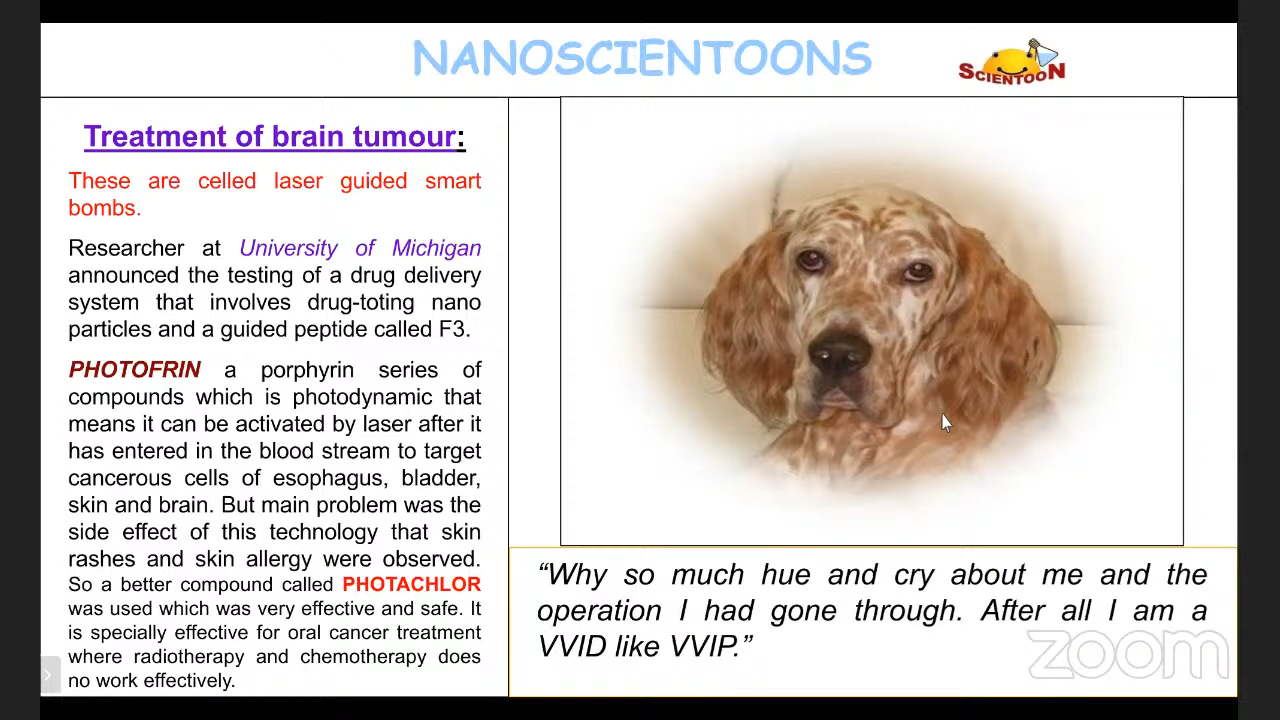 NANOSCIENTOONS
SCIENTOON
Treatment of brain tumour:
These are celled laser guided smart
bombs.
Researcher at University of Michigan
announced the testing of a drug delivery
system that involves drug-toting nano
particles and a guided peptide called F3.
PHOTOFRIN a porphyrin series of
compounds which is photodynamic that
means it can be activated by laser after it
has entered in the blood stream to target
cancerous cells of esophagus, bladder,
skin and brain. But main problem was the
side effect of this technology that skin
rashes and skin allergy were observed.
So a better compound called PHOTACHLOR
was used which was very effective and safe. It
is specially effective for oral cancer treatment
where radiotherapy and chemotherapy does
no work effectively.
“Why so much hue and cry about me and the
operation I had gone through. After all I am a
VVID like VVIP.”
zoom